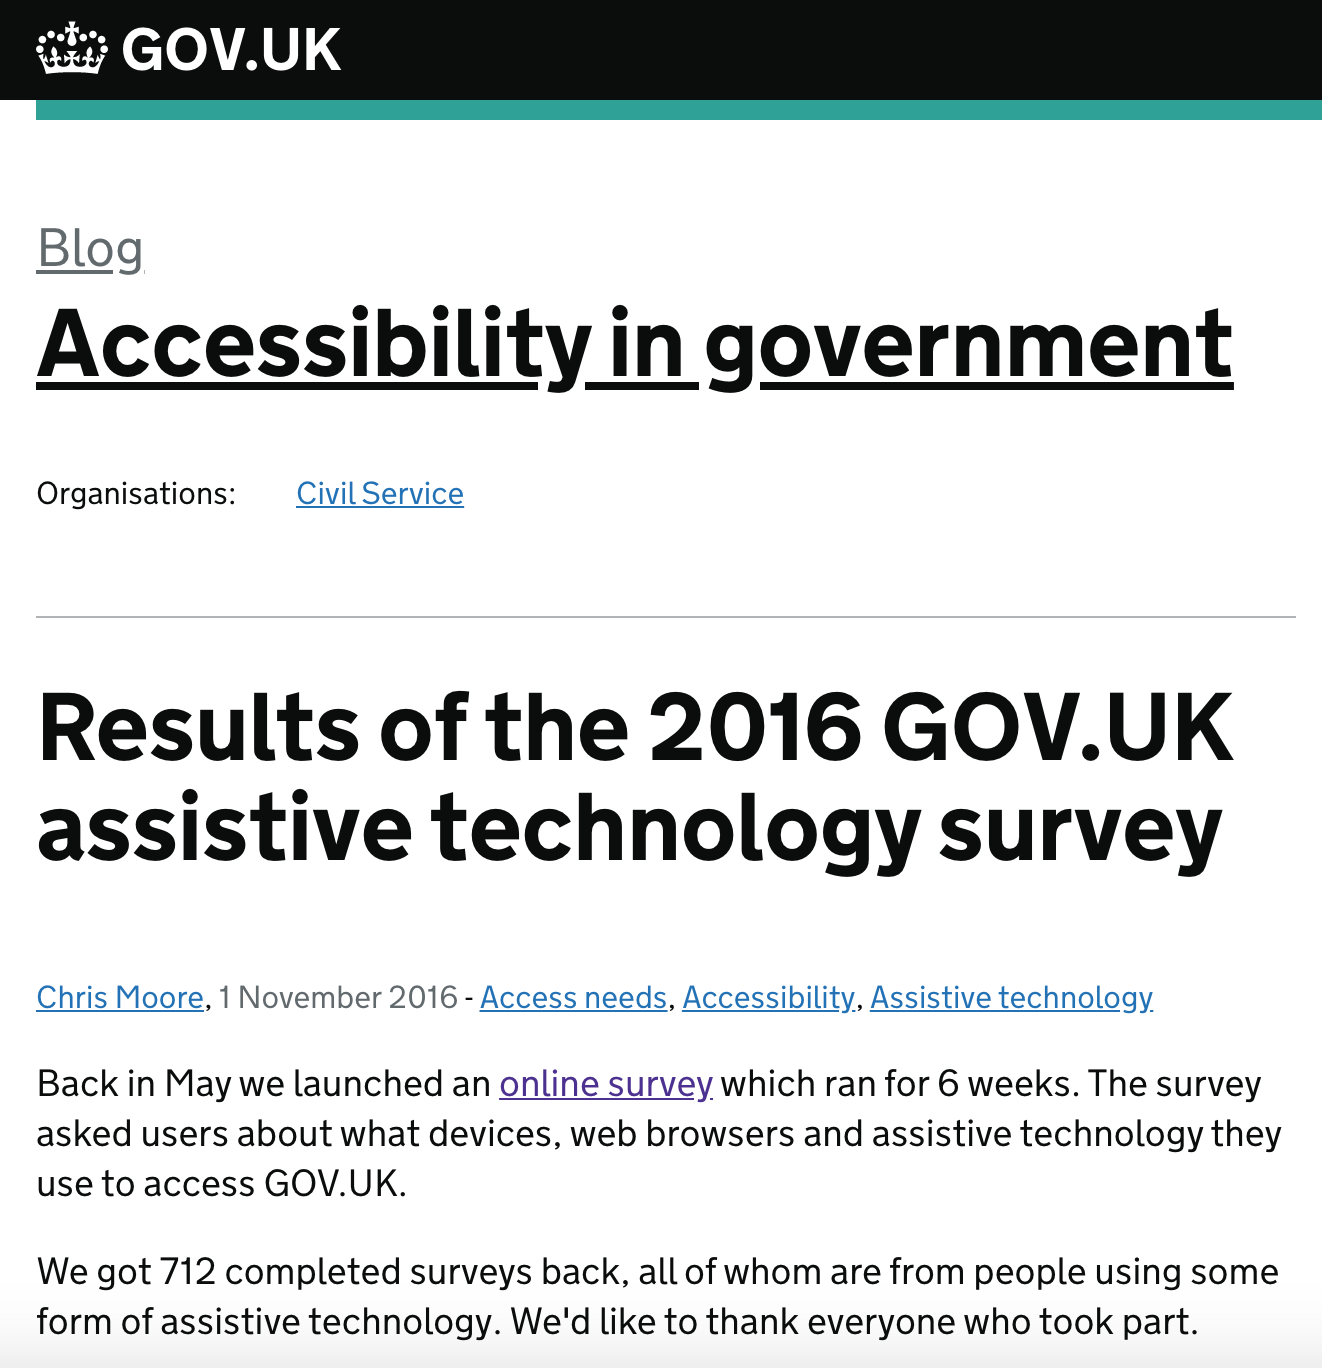 GOV.UK
Blog
Accessibility in government
Organisations: Civil Service
Results of the 2016 GOV.UK
assistive technology survey
Chris Moore, 1 November 2016 - Access needs, Accessibility, Assistive technology
Back in May we launched an online survey which ran for 6 weeks. The survey
asked users about what devices, web browsers and assistive technology they
use to access GOV.UK.
We got 712 completed surveys back, all of whom are from people using some
form of assistive technology. We'd like to thank everyone who took part.